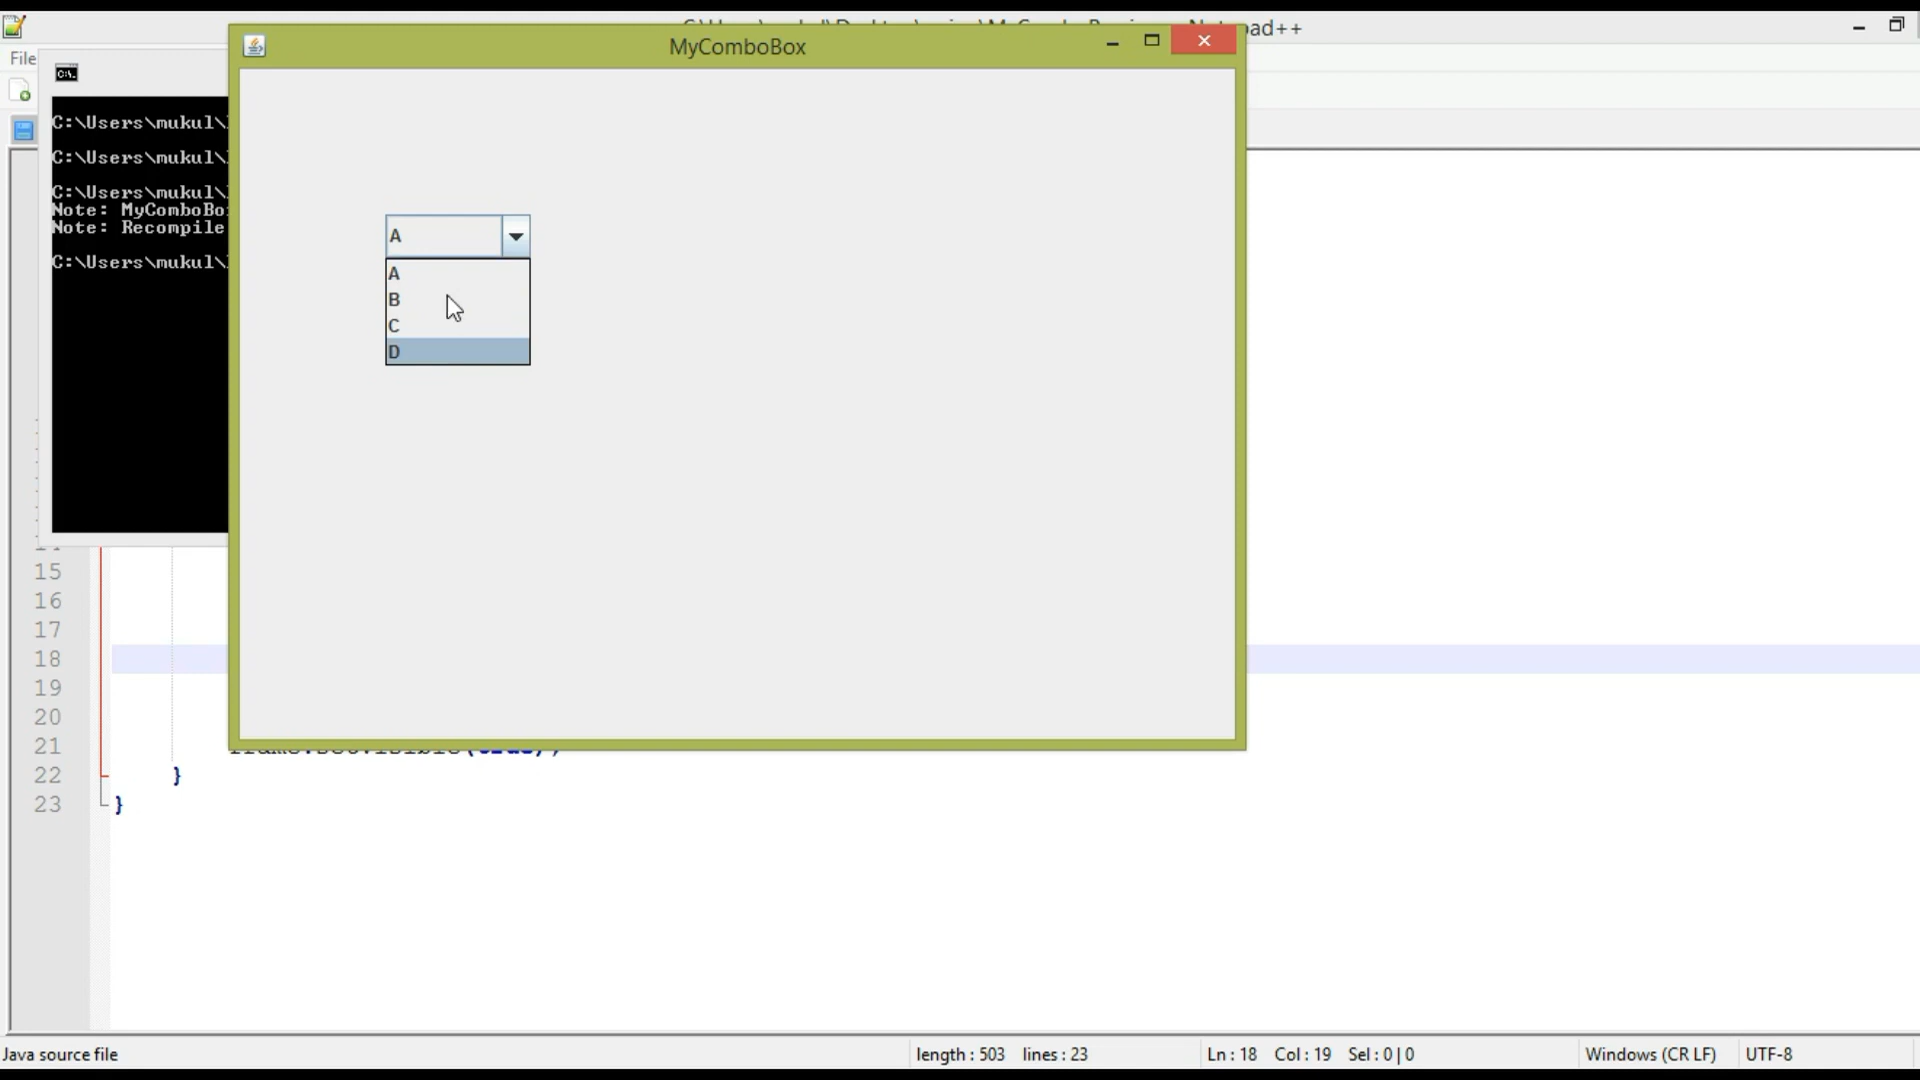 ad++
MyComboBox
File
C:\Users\mukul\
C:\Users\mukul\
C:\Users\mukul\
Note: MyComboBo
Note: Recompile
C:\Users\mukul\
A
A
B
C
D
15
16
17
18
19
20
21
22 }
23 }
Java source file
length : 503 lines : 23
Ln : 18 Col : 19 Sel : 0 | 0
Windows (CR LF)
UTF-8